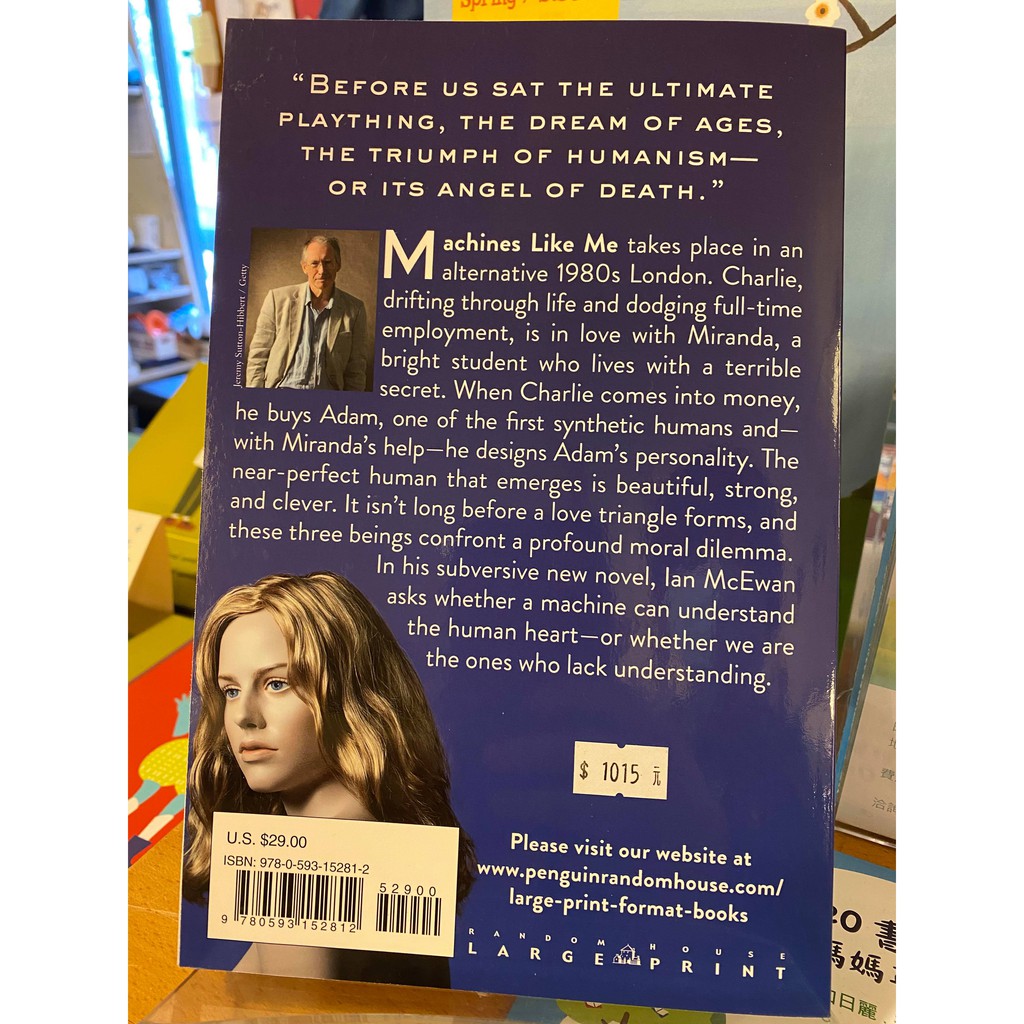 “BEFORE US SAT THE ULTIMATE
PLAYTHING, THE DREAM OF AGES,
THE TRIUMPH OF HUMANISM—
OR ITS ANGEL OF DEATH.”
Jeremy Sutton-Hibbert / Getty
Machines Like Me takes place in an
alternative 1980s London. Charlie,
drifting through life and dodging full-time
employment, is in love with Miranda, a
bright student who lives with a terrible
secret. When Charlie comes into money,
he buys Adam, one of the first synthetic humans and—
with Miranda’s help—he designs Adam’s personality. The
near-perfect human that emerges is beautiful, strong,
and clever. It isn’t long before a love triangle forms, and
these three beings confront a profound moral dilemma.
In his subversive new novel, Ian McEwan
asks whether a machine can understand
the human heart—or whether we are
the ones who lack understanding.
$ 1015 元
U.S. $29.00
ISBN: 978-0-593-15281-2
52900
9 780593 152812
Please visit our website at
www.penguinrandomhouse.com/
large-print-format-books
RANDOM HOUSE
LARGE PRINT